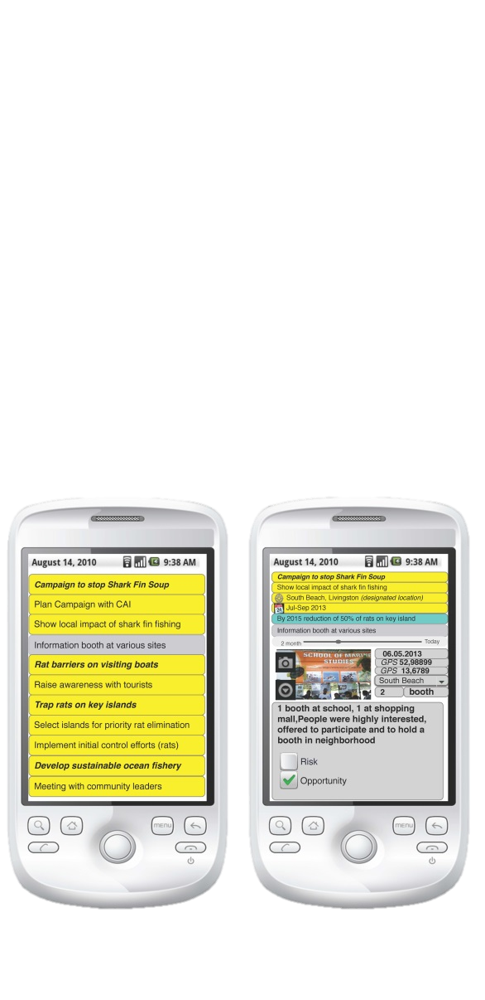 August 14, 2010 9:38 AM
Campaign to stop Shark Fin Soup
Plan Campaign with CAI
Show local impact of shark fin fishing
Information booth at various sites
Rat barriers on visiting boats
Raise awareness with tourists
Trap rats on key islands
Select islands for priority rat elimination
Implement initial control efforts (rats)
Develop sustainable ocean fishery
Meeting with community leaders
MENU
August 14, 2010 9:38 AM
Campaign to stop Shark Fin Soup
Show local impact of shark fin fishing
South Beach, Livingston (designated location)
24 Jul-Sep 2013
By 2015 reduction of 50% of rats on key island
Information booth at various sites
2 month Today
SCHOOL OF MARINE
STUDIES
06.05.2013
GPS 52,98899
GPS 13,6789
South Beach
2 booth
1 booth at school, 1 at shopping
mall,People were highly interested,
offered to participate and to hold a
booth in neighborhood
Risk
Opportunity
MENU